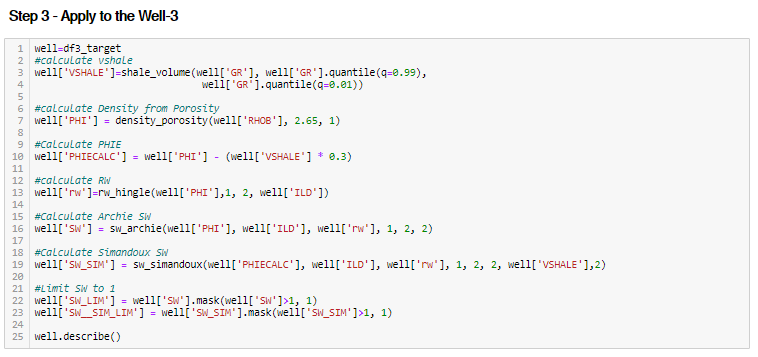 Step 3 - Apply to the Well-3
1 well=df3_target
2 #calculate vshale
3 well['VSHALE']=shale_volume(well['GR'], well['GR'].quantile(q=0.99),
4                             well['GR'].quantile(q=0.01))
5
6 #calculate Density from Porosity
7 well['PHI'] = density_porosity(well['RHOB'], 2.65, 1)
8
9 #Calculate PHIE
10 well['PHIECALC'] = well['PHI'] - (well['VSHALE'] * 0.3)
11
12 #calculate RW
13 well['rw']=rw_hingle(well['PHI'],1, 2, well['ILD'])
14
15 #Calculate Archie SW
16 well['SW'] = sw_archie(well['PHI'], well['ILD'], well['rw'], 1, 2, 2)
17
18 #Calculate Simandoux SW
19 well['SW_SIM'] = sw_simandoux(well['PHIECALC'], well['ILD'], well['rw'], 1, 2, 2, well['VSHALE'],2)
20
21 #Limit SW to 1
22 well['SW_LIM'] = well['SW'].mask(well['SW']>1, 1)
23 well['SW__SIM_LIM'] = well['SW_SIM'].mask(well['SW_SIM']>1, 1)
24
25 well.describe()